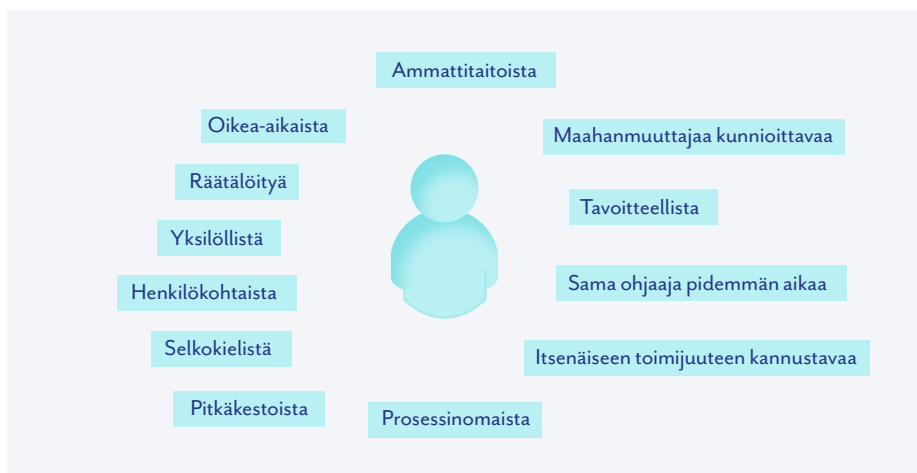 Ammattitaitoista
Oikea-aikaista
Maahanmuuttajaa kunnioittavaa
Räätälöityä
Tavoitteellista
Yksilöllistä
Sama ohjaaja pidemmän aikaa
Henkilökohtaista
Selkokielistä
Itsenäiseen toimijuuteen kannustavaa
Pitkäkestoista
Prosessinomaista